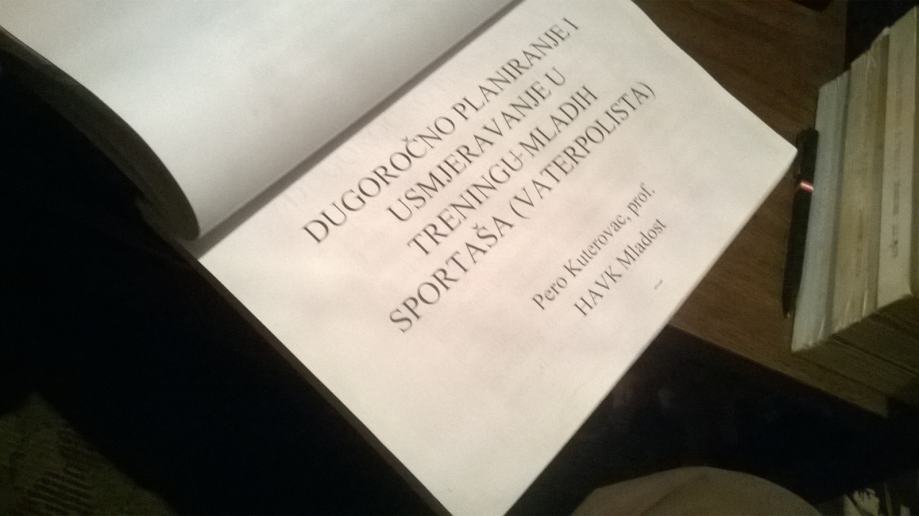 DUGOROČNO PLANIRANJE I
USMJERAVANJE U
TRENINGU MLADIH
SPORTAŠA (VATERPOLISTA)
Pero Kuterovac, prof.
HAVK Mladost